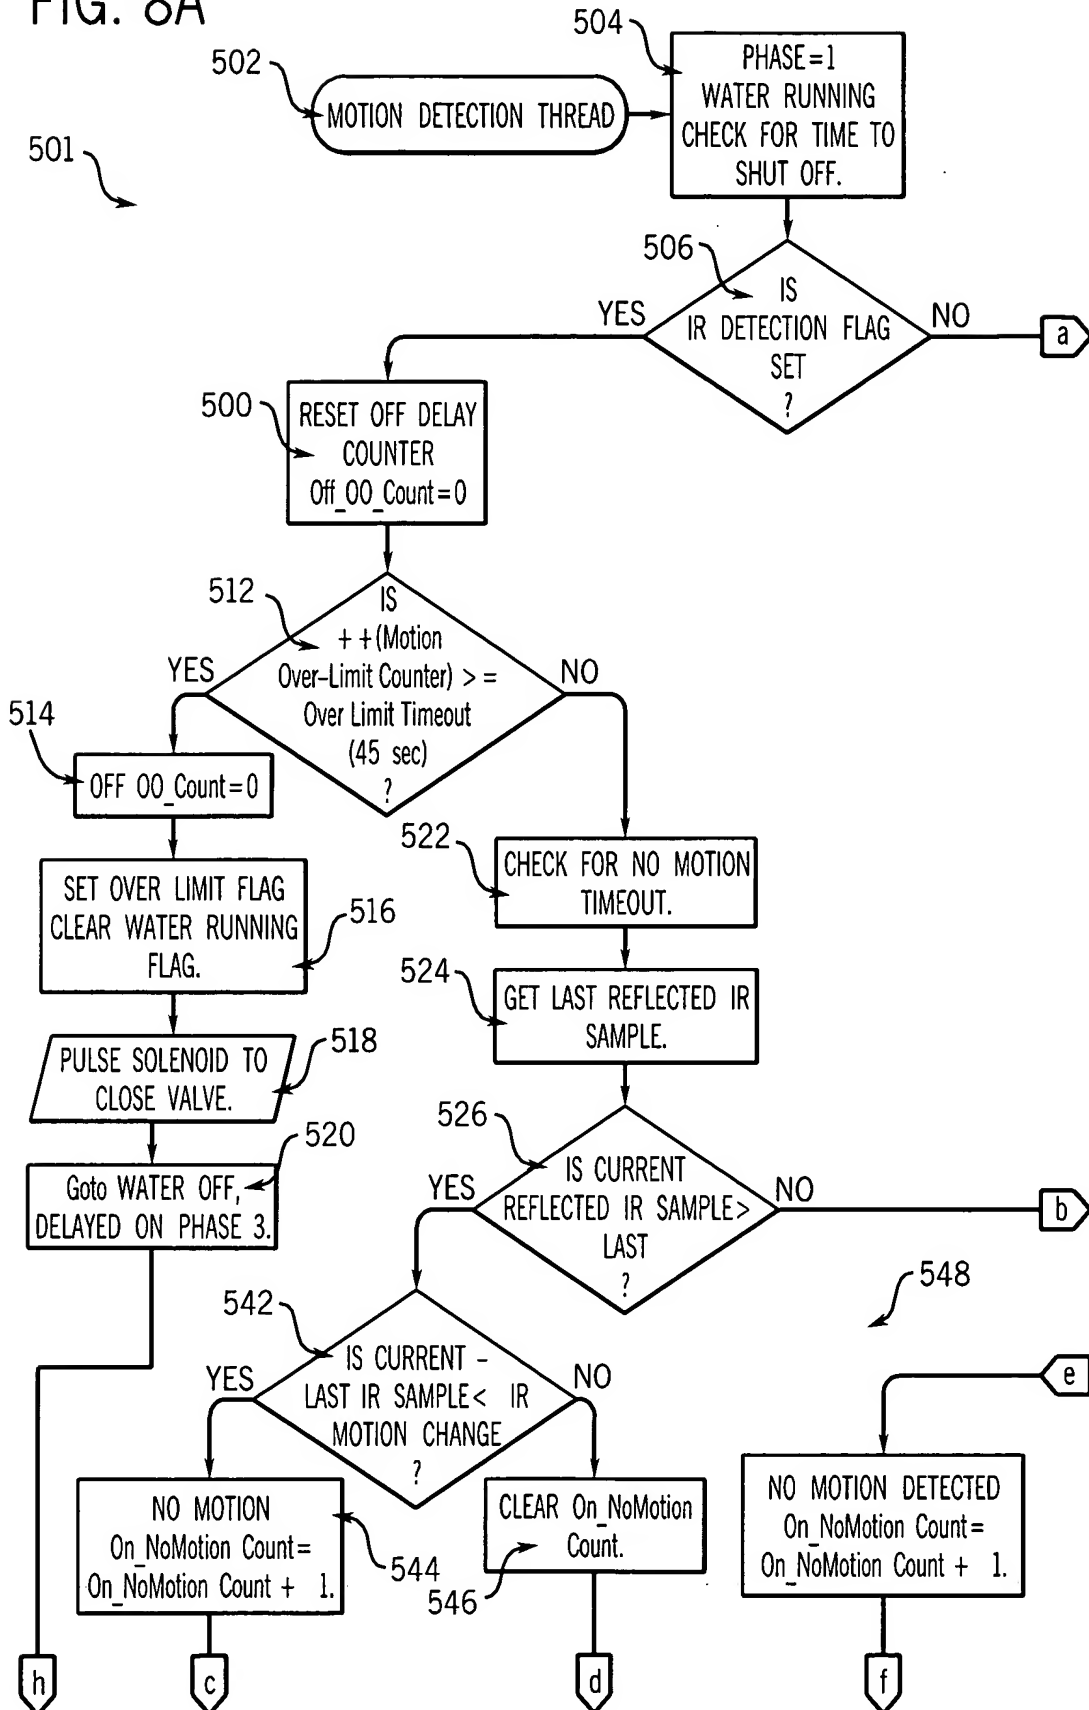 FIG. 8A
504
502
PHASE=1
WATER RUNNING
CHECK FOR TIME TO
SHUT OFF.
MOTION DETECTION THREAD
501
506
IS
IR DETECTION FLAG
SET
?
YES
NO
a
500
RESET OFF DELAY
COUNTER
Off_OO_Count=0
512
IS
++(Motion
Over-Limit Counter) >=
Over Limit Timeout
(45 sec)
?
YES
NO
514
OFF OO_Count=0
522
CHECK FOR NO MOTION
TIMEOUT.
SET OVER LIMIT FLAG
CLEAR WATER RUNNING
FLAG.
516
524
GET LAST REFLECTED IR
SAMPLE.
PULSE SOLENOID TO
CLOSE VALVE.
518
526
IS CURRENT
REFLECTED IR SAMPLE>
LAST
?
YES
NO
b
520
Goto WATER OFF,
DELAYED ON PHASE 3.
548
542
IS CURRENT -
LAST IR SAMPLE< IR
MOTION CHANGE
?
YES
NO
e
NO MOTION
On_NoMotion Count=
On_NoMotion Count + 1.
544
CLEAR On_NoMotion
Count.
546
NO MOTION DETECTED
On_NoMotion Count=
On_NoMotion Count + 1.
h
c
d
f